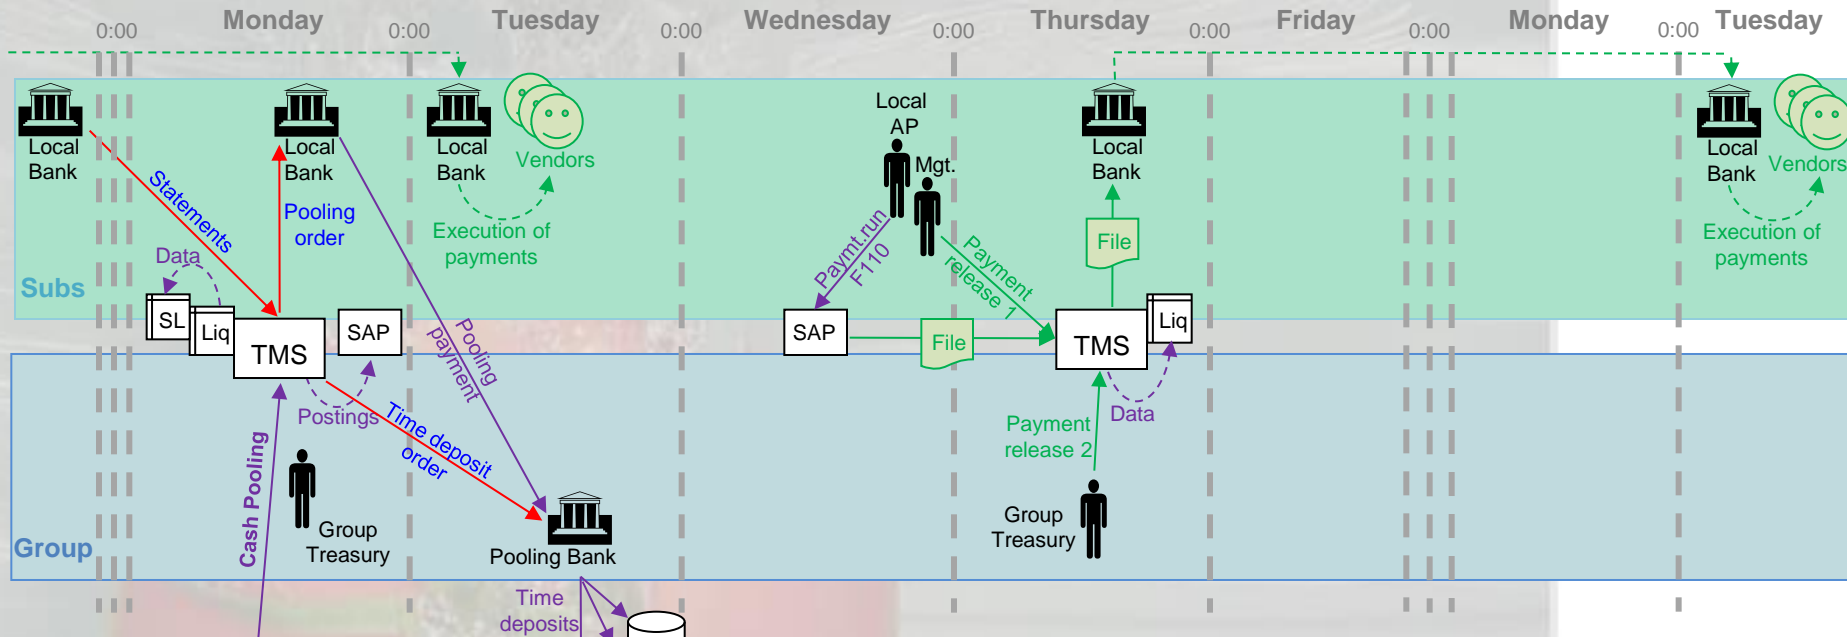 Monday
Tuesday
Wednesday
Thursday
Friday
Monday
Tuesday
0:00
0:00
0:00
0:00
0:00
0:00
0:00
Local
Bank
Local
Bank
Local
Bank
Vendors
Execution of
payments
Local
AP
Mgt.
Local
Bank
Local
Bank
Vendors
Execution of
payments
Statements
Pooling
order
Data
Subs
SL
Liq
TMS
SAP
Postings
Pooling
payment
Paymt.run
F110
Payment
release 1
SAP
File
File
TMS
Liq
Data
Payment
release 2
Time deposit
order
Cash Pooling
Group
Treasury
Group
Pooling Bank
Group
Treasury
Time
deposits